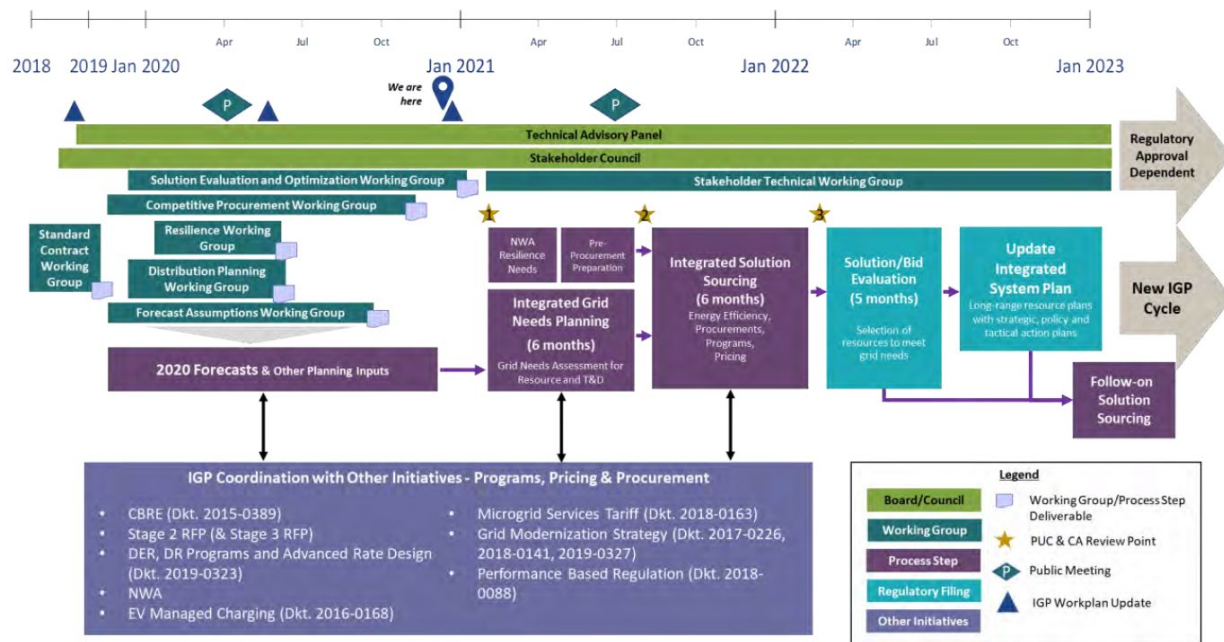 Apr Jul Oct Apr Jul Oct Apr Jul Oct
2018 2019 Jan 2020 Jan 2021 Jan 2022 Jan 2023
We are
here
P P
Technical Advisory Panel
Stakeholder Council
Regulatory
Approval
Dependent
Solution Evaluation and Optimization Working Group
Stakeholder Technical Working Group
Competitive Procurement Working Group
1 2 3
Standard
Contract
Working
Group
Resilience Working
Group
Distribution Planning
Working Group
Forecast Assumptions Working Group
2020 Forecasts & Other Planning Inputs
NWA
Resilience
Needs
Pre-
Procurement
Preparation
Integrated Grid
Needs Planning
(6 months)
Grid Needs Assessment for
Resource and T&D
Integrated Solution
Sourcing
(6 months)
Energy Efficiency,
Procurements,
Programs,
Pricing
Solution/Bid
Evaluation
(5 months)
Selection of
resources to meet
grid needs
Update
Integrated
System Plan
Long-range resource plans
with strategic, policy and
tactical action plans
New IGP
Cycle
Follow-on
Solution
Sourcing
IGP Coordination with Other Initiatives - Programs, Pricing & Procurement
• CBRE (Dkt. 2015-0389)
• Stage 2 RFP (& Stage 3 RFP)
• DER, DR Programs and Advanced Rate Design
(Dkt. 2019-0323)
• NWA
• EV Managed Charging (Dkt. 2016-0168)
• Microgrid Services Tariff (Dkt. 2018-0163)
• Grid Modernization Strategy (Dkt. 2017-0226,
2018-0141, 2019-0327)
• Performance Based Regulation (Dkt. 2018-
0088)
Legend
Board/Council
Working Group
Process Step
Regulatory Filing
Other Initiatives
Working Group/Process Step
Deliverable
PUC & CA Review Point
P Public Meeting
IGP Workplan Update